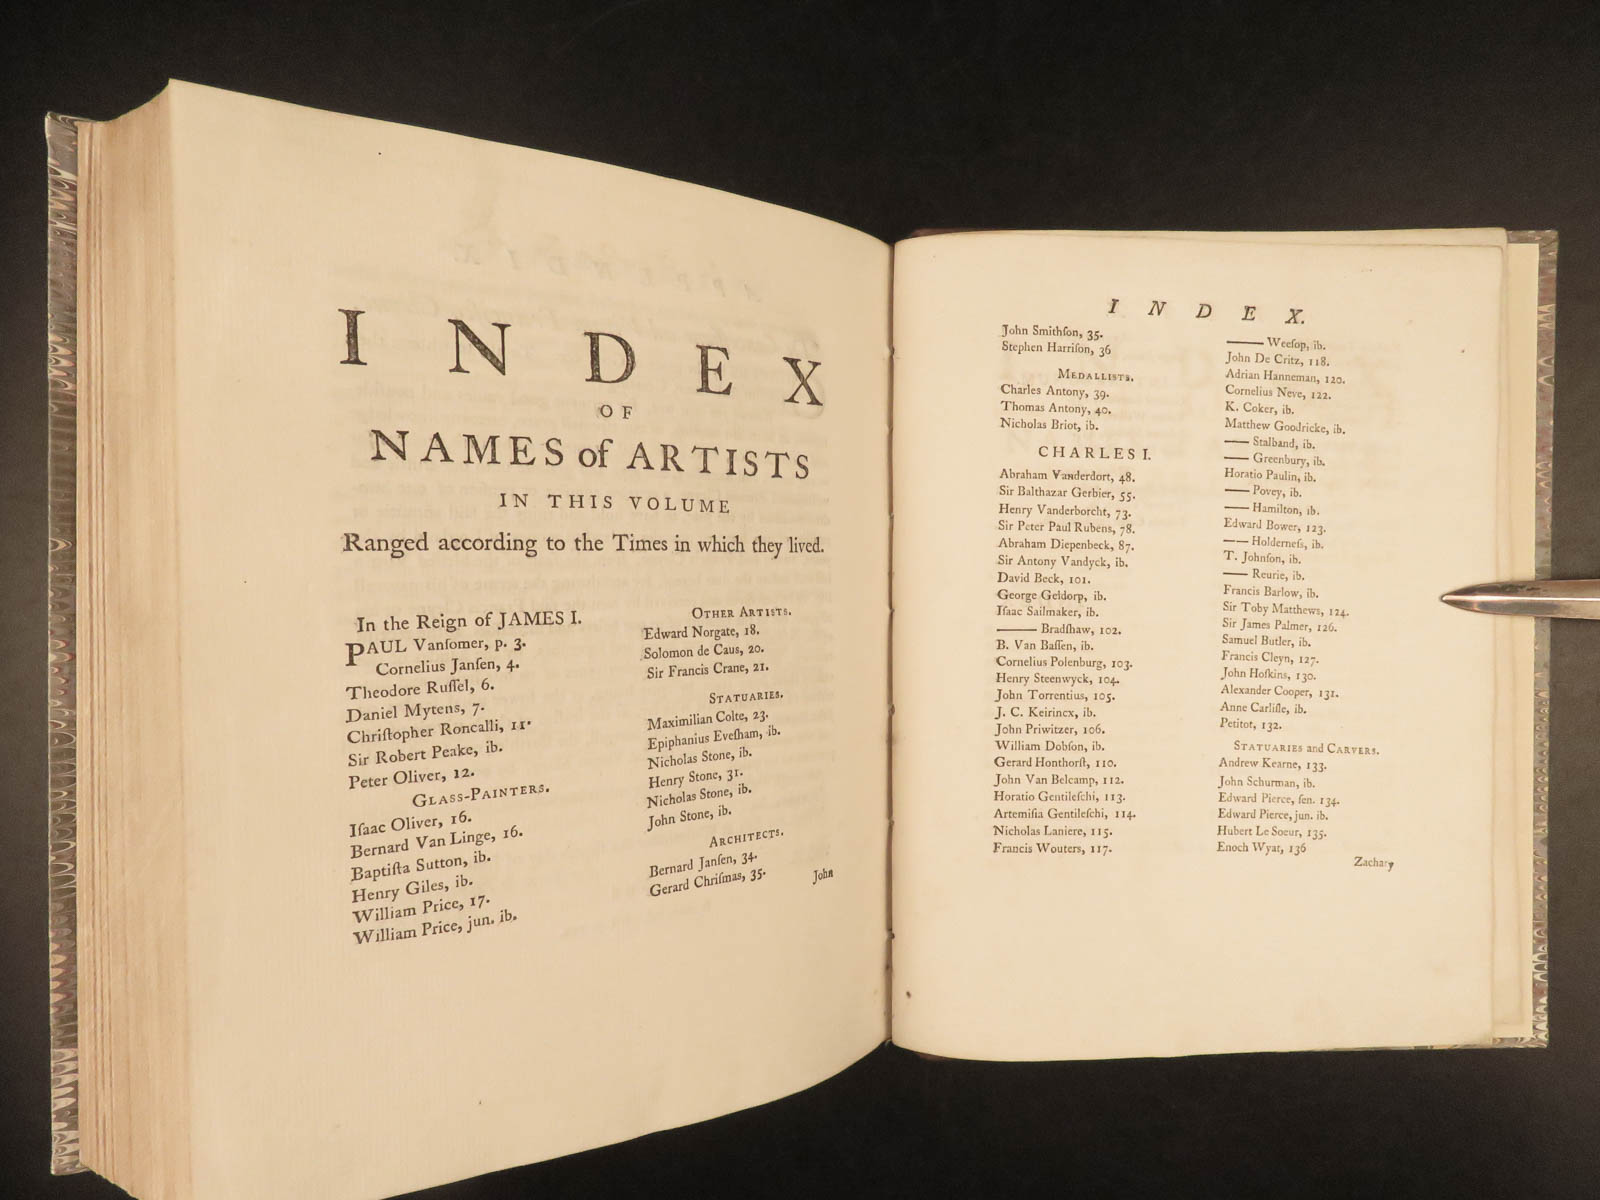 INDEX
OF
NAMES of ARTISTS
IN THIS VOLUME
Ranged according to the Times in which they lived.
In the Reign of JAMES I.
PAUL Vanſomer, p. 3.
Cornelius Janſen, 4.
Theodore Ruſſel, 6.
Daniel Mytens, 7.
Chriſtopher Roncalli, 11.
Sir Robert Peake, ib.
Peter Oliver, 12.
GLASS-PAINTERS.
Iſaac Oliver, 16.
Bernard Van Linge, 16.
Baptiſta Sutton, ib.
Henry Giles, ib.
William Price, 17.
William Price, jun. ib.
OTHER ARTISTS.
Edward Norgate, 18.
Solomon de Caus, 20.
Sir Francis Crane, 21.
STATUARIES.
Maximilian Colte, 23.
Epiphanius Eveſham, ib.
Nicholas Stone, ib.
Henry Stone, 31.
Nicholas Stone, ib.
John Stone, ib.
ARCHITECTS.
Bernard Janſen, 34.
Gerard Chriſmas, 35.
John
INDEX.
John Smithſon, 35.
Stephen Harriſon, 36
MEDALLISTS.
Charles Antony, 39.
Thomas Antony, 40.
Nicholas Briot, ib.
CHARLES I.
Abraham Vanderdort, 48.
Sir Balthazar Gerbier, 55.
Henry Vanderborcht, 73.
Sir Peter Paul Rubens, 78.
Abraham Diepenbeck, 87.
Sir Antony Vandyck, ib.
David Beck, 101.
George Geldorp, ib.
Iſaac Sailmaker, ib.
—— Bradſhaw, 102.
B. Van Baſſen, ib.
Cornelius Polenburg, 103.
Henry Steenwyck, 104.
John Torrentius, 105.
J. C. Keirincx, ib.
John Priwitzer, 106.
William Dobſon, ib.
Gerard Honthorſt, 110.
John Van Belcamp, 112.
Horatio Gentileſchi, 113.
Artemiſia Gentileſchi, 114.
Nicholas Laniere, 115.
Francis Wouters, 117.
—— Weeſop, ib.
John De Critz, 118.
Adrian Hanneman, 120.
Cornelius Neve, 122.
K. Coker, ib.
Matthew Goodricke, ib.
—— Stalband, ib.
—— Greenbury, ib.
Horatio Paulin, ib.
—— Povey, ib.
—— Hamilton, ib.
Edward Bower, 123.
—— Holderneſs, ib.
T. Johnſon, ib.
—— Reurie, ib.
Francis Barlow, ib.
Sir Toby Matthews, 124.
Sir James Palmer, 126.
Samuel Butler, ib.
Francis Cleyn, 127.
John Hoſkins, 130.
Alexander Cooper, 131.
Anne Carliſle, ib.
Petitot, 132.
STATUARIES and CARVERS.
Andrew Kearne, 133.
John Schurman, ib.
Edward Pierce, ſen. 134.
Edward Pierce, jun. ib.
Hubert Le Soeur, 135.
Enoch Wyat, 136
Zachary